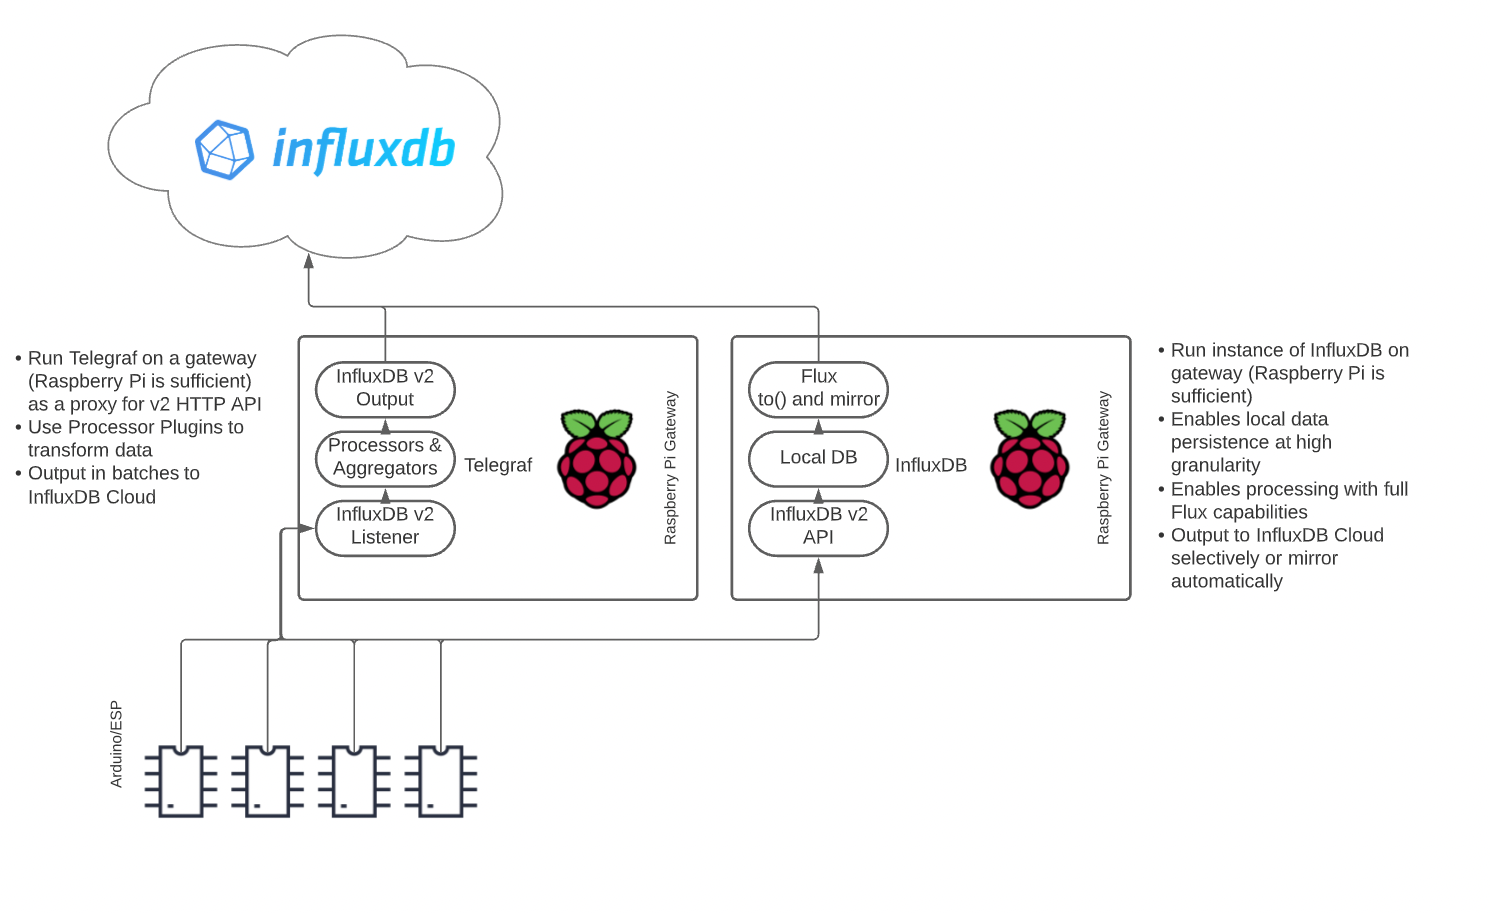 influxdb
• Run Telegraf on a gateway
(Raspberry Pi is sufficient)
as a proxy for v2 HTTP API
• Use Processor Plugins to
transform data
• Output in batches to
InfluxDB Cloud
InfluxDB v2
Output
Processors &
Aggregators
InfluxDB v2
Listener
Telegraf
Raspberry Pi Gateway
Flux
to() and mirror
Local DB
InfluxDB v2
API
InfluxDB
Raspberry Pi Gateway
• Run instance of InfluxDB on
gateway (Raspberry Pi is
sufficient)
• Enables local data
persistence at high
granularity
• Enables processing with full
Flux capabilities
• Output to InfluxDB Cloud
selectively or mirror
automatically
Arduino/ESP